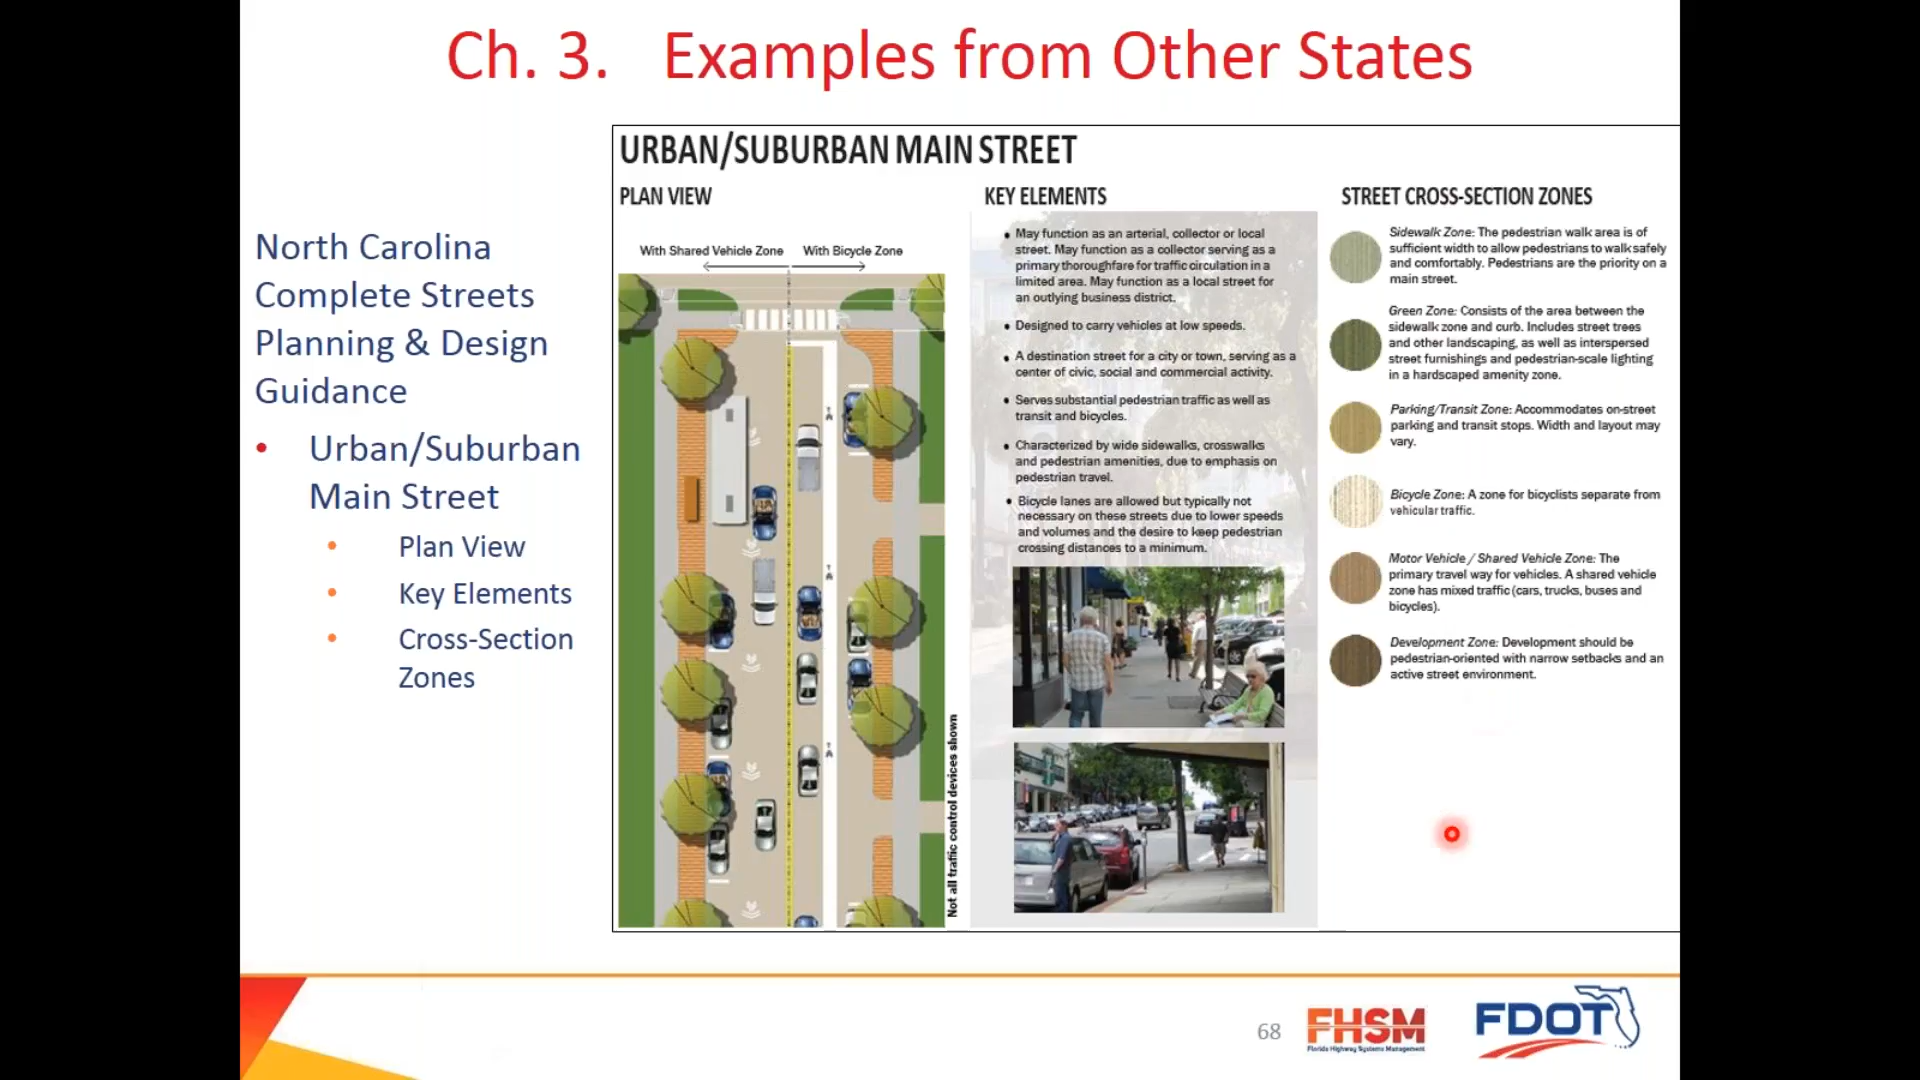 Ch. 3. Examples from Other States
North Carolina
Complete Streets
Planning & Design
Guidance
• Urban/Suburban
Main Street
• Plan View
• Key Elements
• Cross-Section
Zones
URBAN/SUBURBAN MAIN STREET
PLAN VIEW
With Shared Vehicle Zone
With Bicycle Zone
Not all traffic control devices shown
KEY ELEMENTS
• May function as an arterial, collector or local
street. May function as a collector serving as a
primary thoroughfare for traffic circulation in a
limited area. May function as a local street for
an outlying business district.
• Designed to carry vehicles at low speeds.
• A destination street for a city or town, serving as a
center of civic, social and commercial activity.
• Serves substantial pedestrian traffic as well as
transit and bicycles.
• Characterized by wide sidewalks, crosswalks
and pedestrian amenities, due to emphasis on
pedestrian travel.
• Bicycle lanes are allowed but typically not
necessary on these streets due to lower speeds
and volumes and the desire to keep pedestrian
crossing distances to a minimum.
STREET CROSS-SECTION ZONES
Sidewalk Zone: The pedestrian walk area is of
sufficient width to allow pedestrians to walk safely
and comfortably. Pedestrians are the priority on a
main street.
Green Zone: Consists of the area between the
sidewalk zone and curb. Includes street trees
and other landscaping, as well as interspersed
street furnishings and pedestrian-scale lighting
in a hardscaped amenity zone.
Parking/Transit Zone: Accommodates on-street
parking and transit stops. Width and layout may
vary.
Bicycle Zone: A zone for bicyclists separate from
vehicular traffic.
Motor Vehicle / Shared Vehicle Zone: The
primary travel way for vehicles. A shared vehicle
zone has mixed traffic (cars, trucks, buses and
bicycles).
Development Zone: Development should be
pedestrian-oriented with narrow setbacks and an
active street environment.
68
FHSM
Florida Highway Systems Management
FDOT